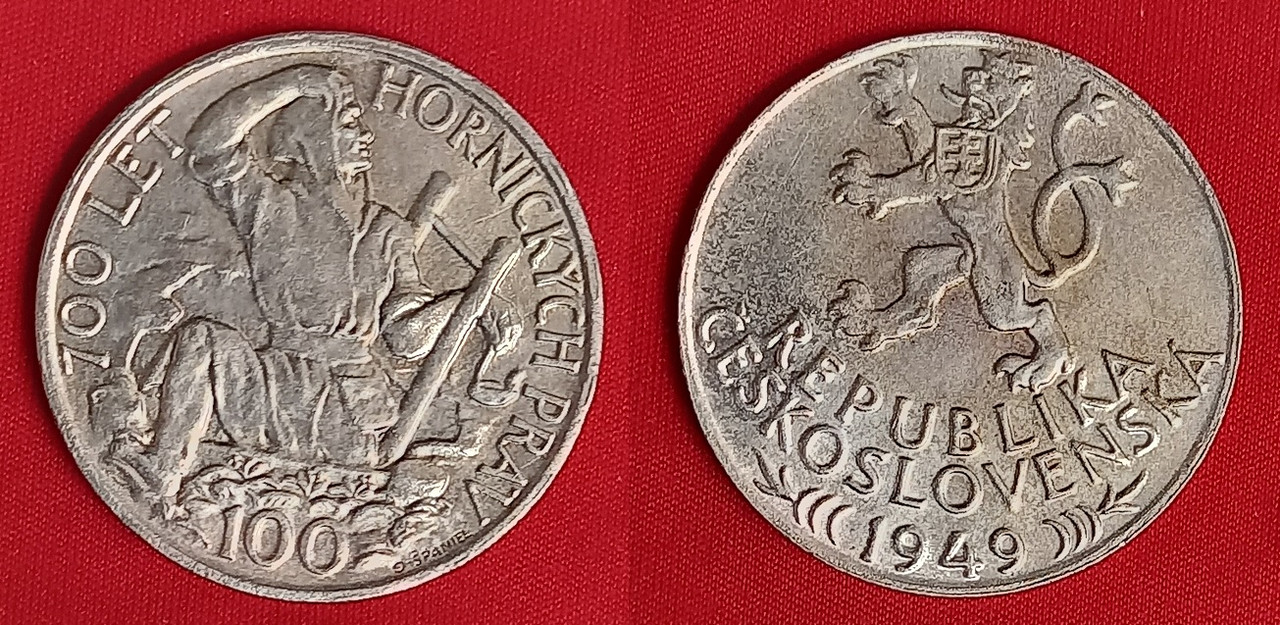 700 LET HORNICKÝCH PRÁV
100
O·ŠPANIEL
REPUBLIKA
ČESKOSLOVENSKÁ
1949